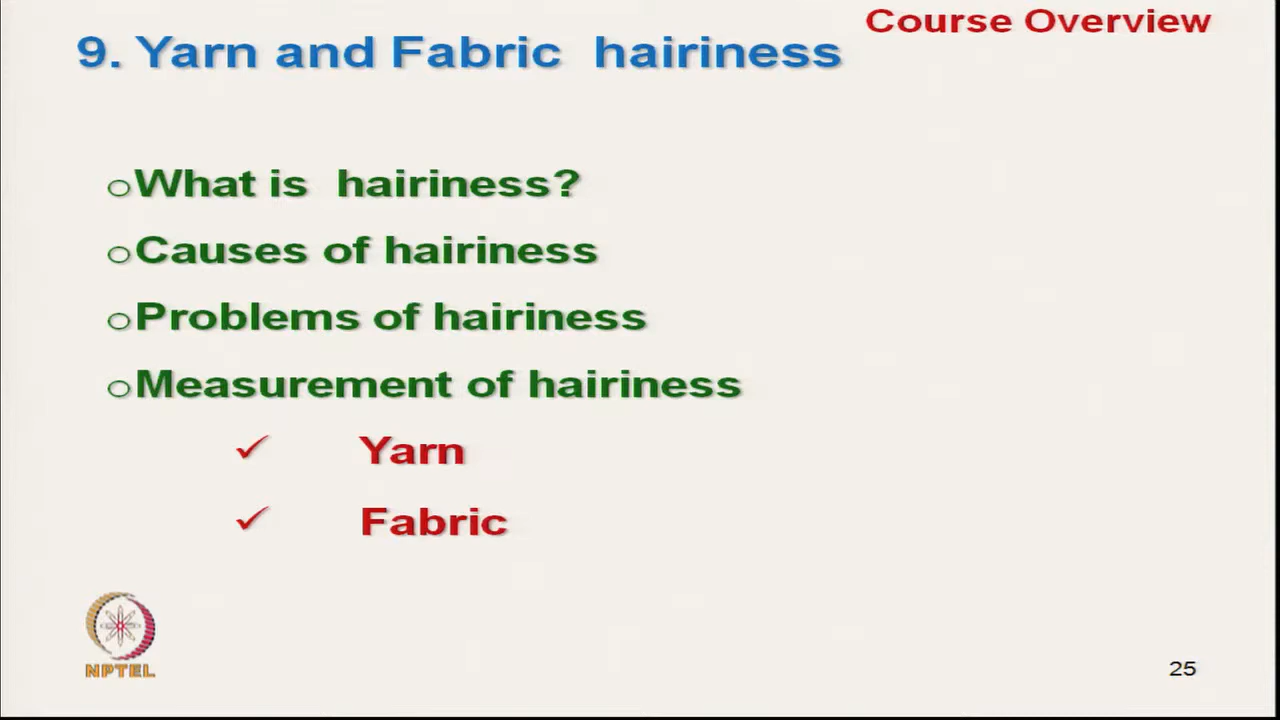 Course Overview
9. Yarn and Fabric hairiness
What is hairiness?
Causes of hairiness
Problems of hairiness
Measurement of hairiness
Yarn
Fabric
NPTEL
25